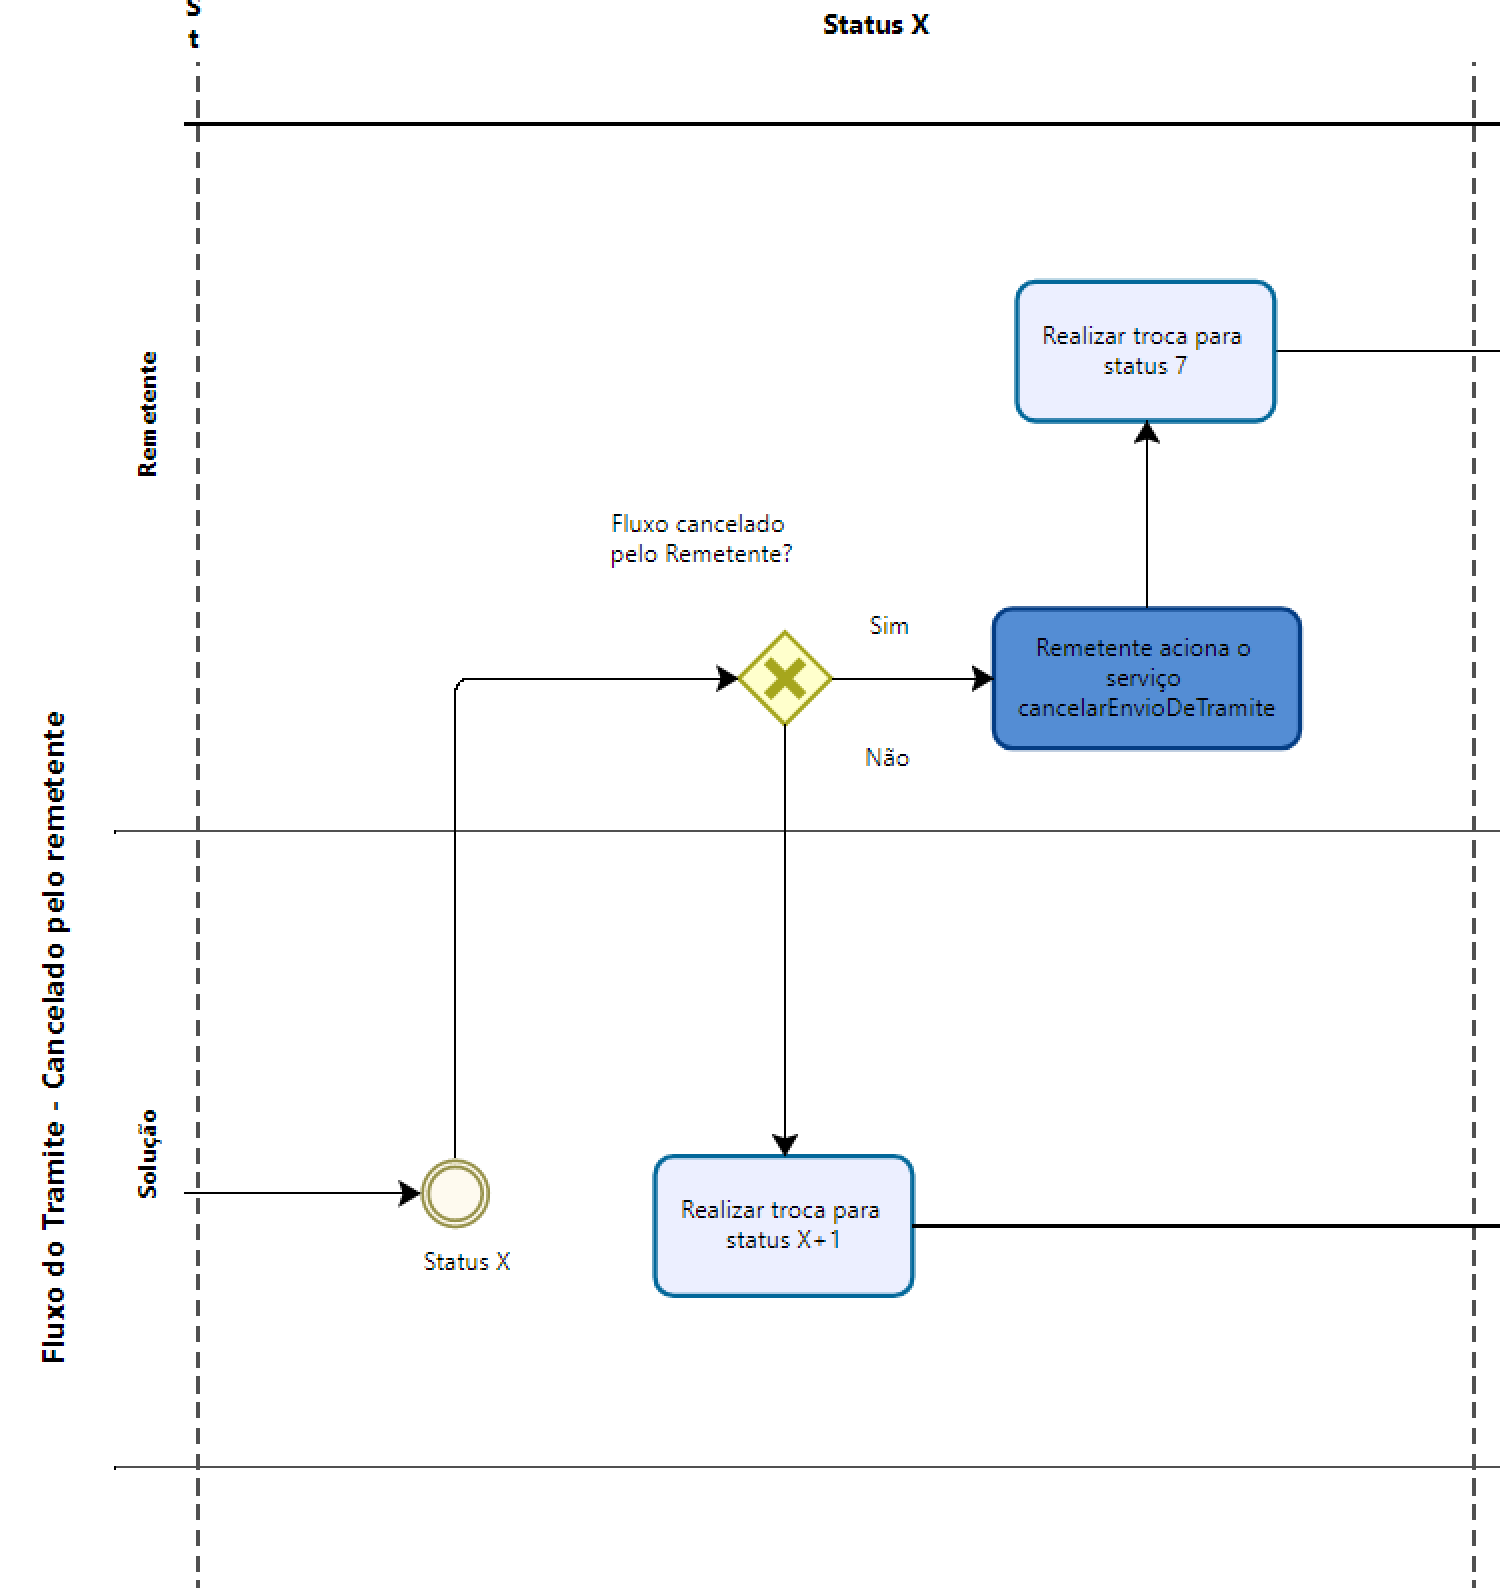 S
t
Status X
Remetente
Realizar troca para
status 7
Fluxo cancelado
pelo Remetente?
Sim
Remetente aciona o
serviço
cancelarEnvioDeTramite
Não
Fluxo do Tramite - Cancelado pelo remetente
Solução
Status X
Realizar troca para
status X+1